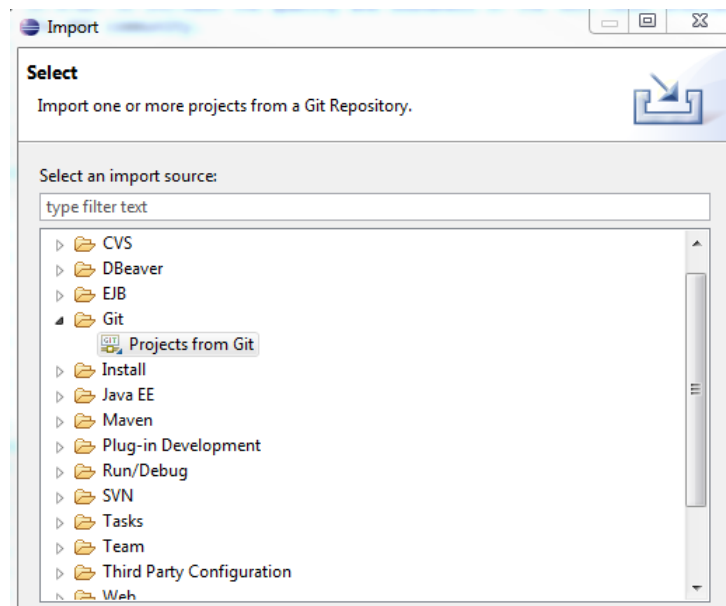 Import
Select
Import one or more projects from a Git Repository.
Select an import source:
type filter text
CVS
DBeaver
EJB
Git
GIT
Projects from Git
Install
Java EE
Maven
Plug-in Development
Run/Debug
SVN
Tasks
Team
Third Party Configuration
Web